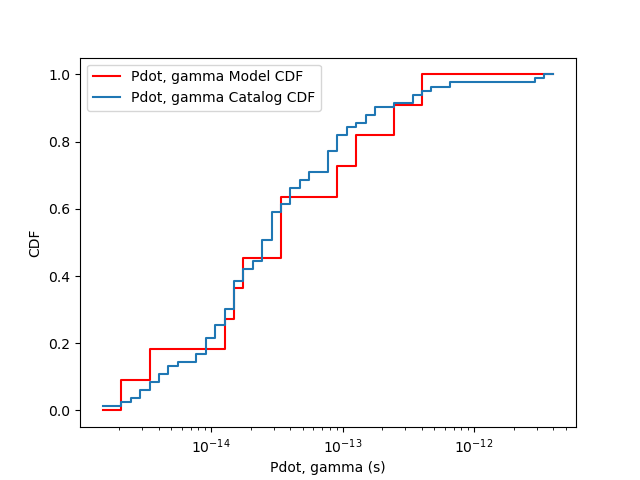 Pdot, gamma Model CDF
Pdot, gamma Catalog CDF
CDF
1.0
0.8
0.6
0.4
0.2
0.0
10⁻¹⁴
10⁻¹³
10⁻¹²
Pdot, gamma (s)